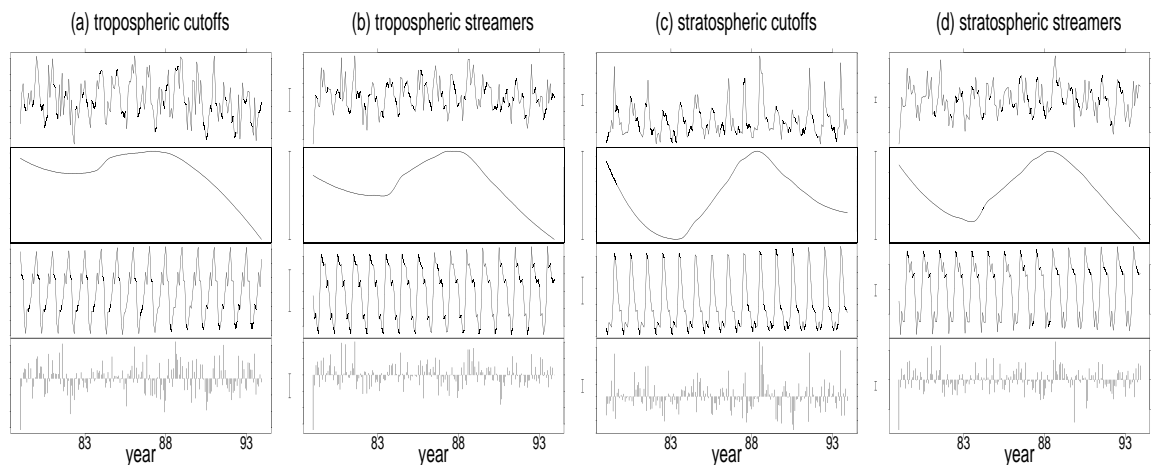 (a) tropospheric cutoffs (b) tropospheric streamers (c) stratospheric cutoffs (d) stratospheric streamers
83 88 93 83 88 93 83 88 93 83 88 93
year year year year